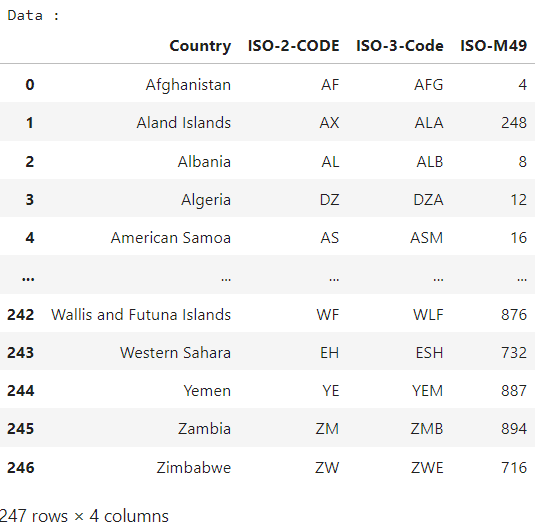 Data :
Country ISO-2-CODE ISO-3-Code ISO-M49
0 Afghanistan AF AFG 4
1 Aland Islands AX ALA 248
2 Albania AL ALB 8
3 Algeria DZ DZA 12
4 American Samoa AS ASM 16
... ... ... ... ...
242 Wallis and Futuna Islands WF WLF 876
243 Western Sahara EH ESH 732
244 Yemen YE YEM 887
245 Zambia ZM ZMB 894
246 Zimbabwe ZW ZWE 716
247 rows × 4 columns